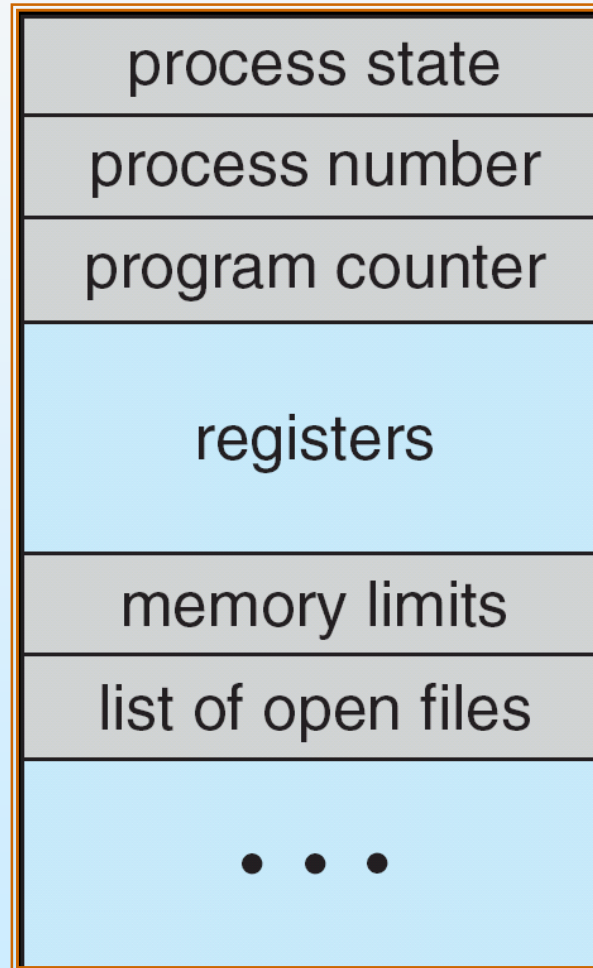 process state
process number
program counter
registers
memory limits
list of open files
• • •